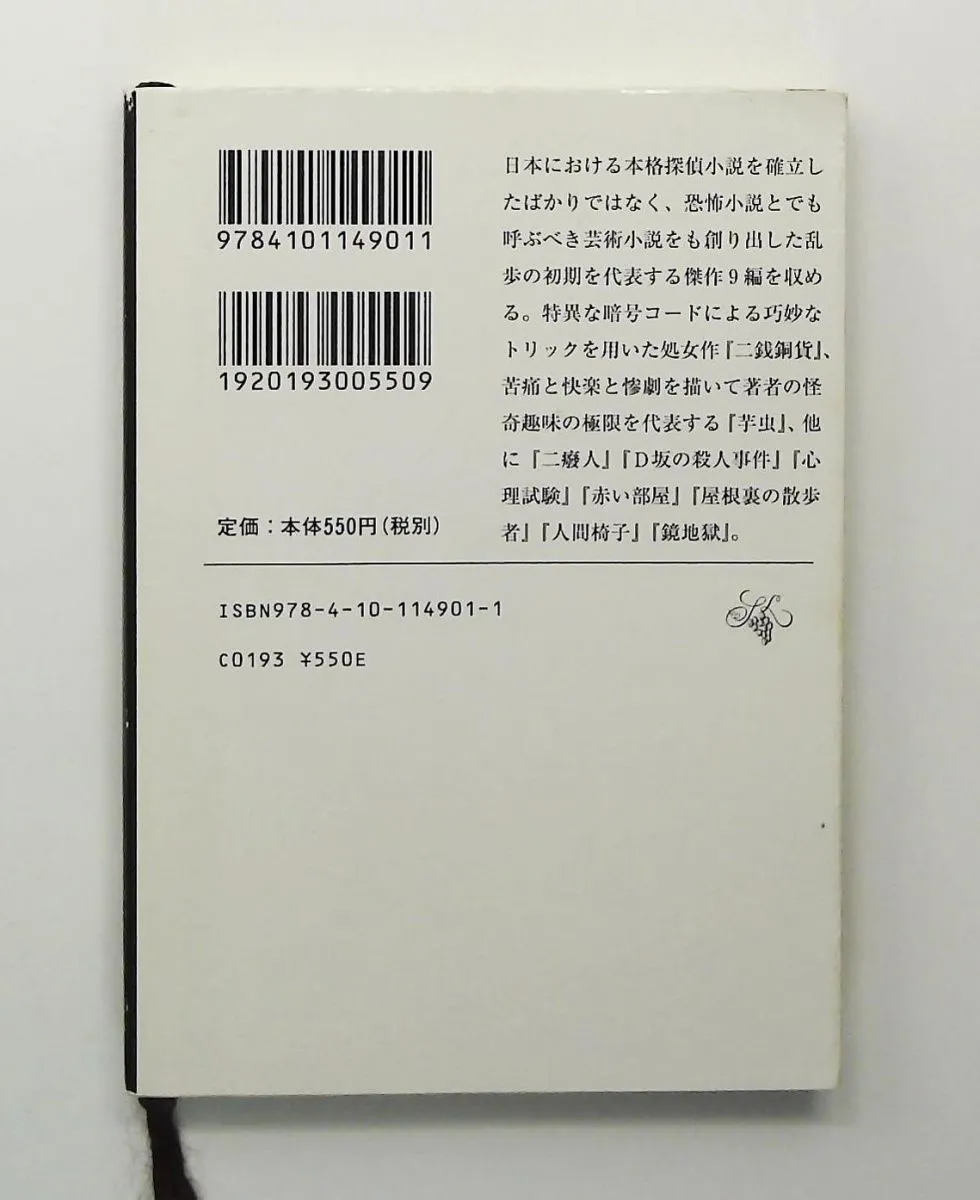 9784101149011
1920193005509
定価：本体550円（税別）
日本における本格探偵小説を確立し
たばかりではなく、恐怖小説とでも
呼ぶべき芸術小説をも創り出した乱
歩の初期を代表する傑作9編を収め
る。特異な暗号コードによる巧妙な
トリックを用いた処女作『二銭銅貨』、
苦痛と快楽と惨劇を描いて著者の怪
奇趣味の極限を代表する『芋虫』、他
に『二癈人』『D坂の殺人事件』『心
理試験』『赤い部屋』『屋根裏の散歩
者』『人間椅子』『鏡地獄』。
ISBN978-4-10-114901-1
C0193 ¥550E